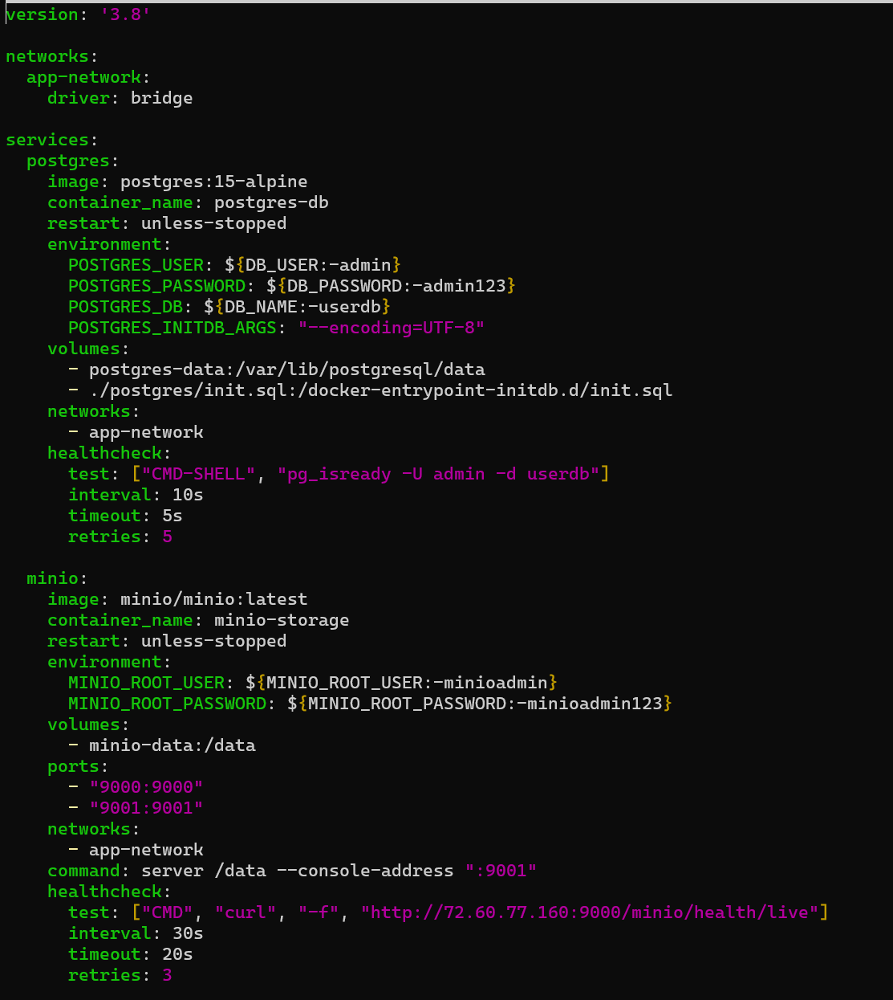 version: '3.8'

networks:
  app-network:
    driver: bridge

services:
  postgres:
    image: postgres:15-alpine
    container_name: postgres-db
    restart: unless-stopped
    environment:
      POSTGRES_USER: ${DB_USER:-admin}
      POSTGRES_PASSWORD: ${DB_PASSWORD:-admin123}
      POSTGRES_DB: ${DB_NAME:-userdb}
      POSTGRES_INITDB_ARGS: "--encoding=UTF-8"
    volumes:
      - postgres-data:/var/lib/postgresql/data
      - ./postgres/init.sql:/docker-entrypoint-initdb.d/init.sql
    networks:
      - app-network
    healthcheck:
      test: ["CMD-SHELL", "pg_isready -U admin -d userdb"]
      interval: 10s
      timeout: 5s
      retries: 5

  minio:
    image: minio/minio:latest
    container_name: minio-storage
    restart: unless-stopped
    environment:
      MINIO_ROOT_USER: ${MINIO_ROOT_USER:-minioadmin}
      MINIO_ROOT_PASSWORD: ${MINIO_ROOT_PASSWORD:-minioadmin123}
    volumes:
      - minio-data:/data
    ports:
      - "9000:9000"
      - "9001:9001"
    networks:
      - app-network
    command: server /data --console-address ":9001"
    healthcheck:
      test: ["CMD", "curl", "-f", "http://72.60.77.160:9000/minio/health/live"]
      interval: 30s
      timeout: 20s
      retries: 3